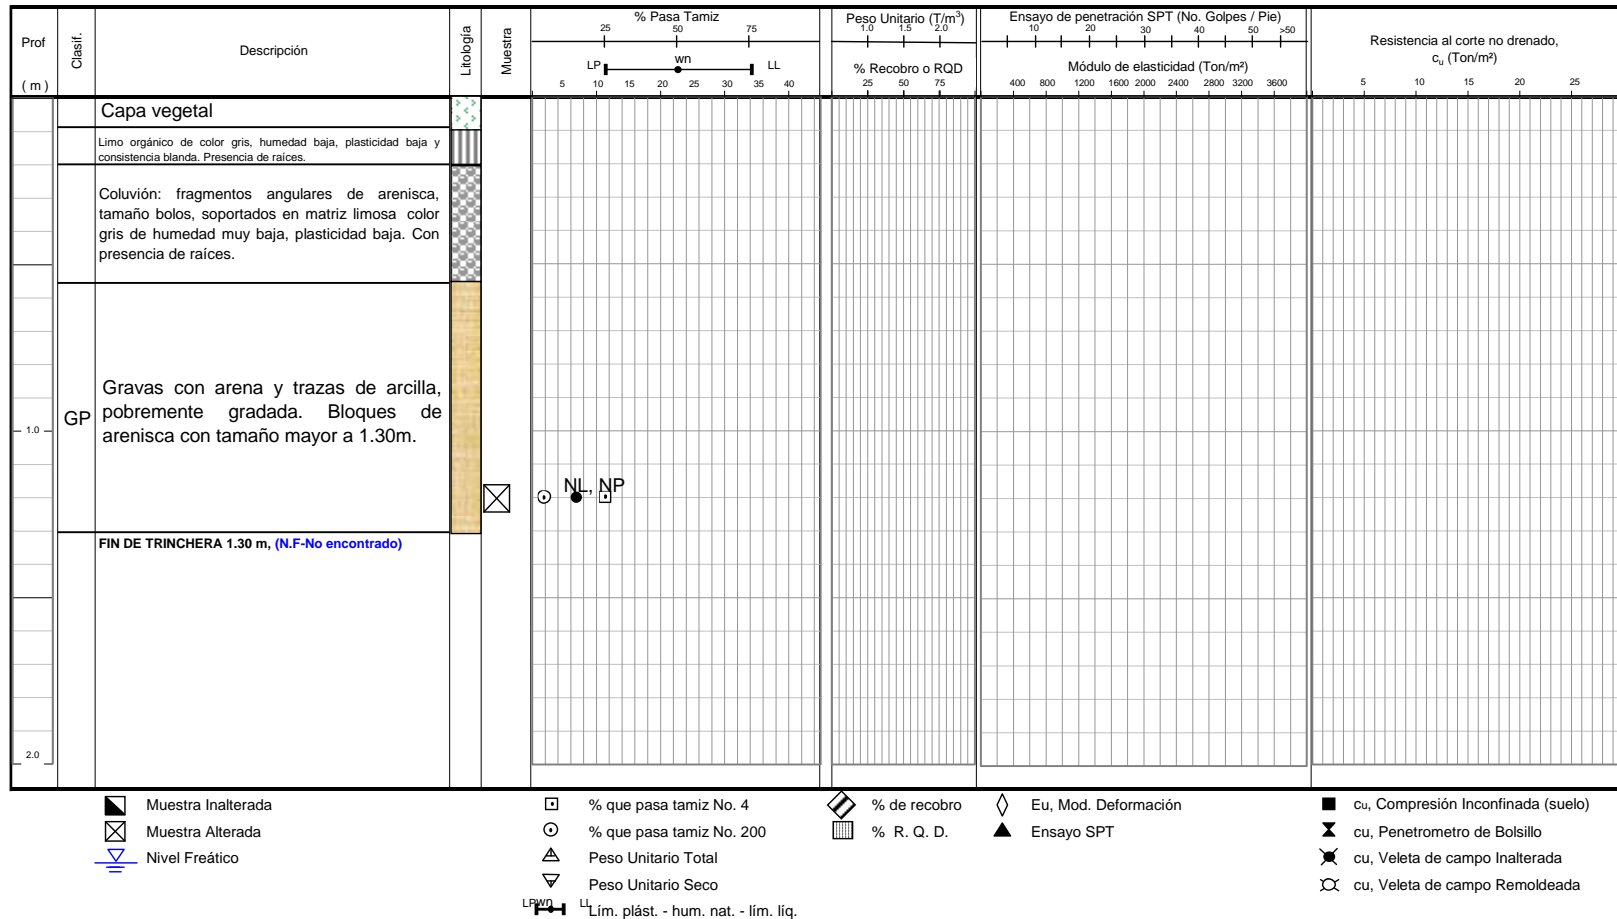 Prof
( m )
Clasif.
Descripción
Litología
Muestra
% Pasa Tamiz
25 50 75
LP wn LL
5 10 15 20 25 30 35 40
Peso Unitario (T/m³)
1.0 1.5 2.0
% Recobro o RQD
25 50 75
Ensayo de penetración SPT (No. Golpes / Pie)
10 20 30 40 50 >50
Módulo de elasticidad (Ton/m²)
400 800 1200 1600 2000 2400 2800 3200 3600
Resistencia al corte no drenado,
cu (Ton/m²)
5 10 15 20 25
Capa vegetal
Limo orgánico de color gris, humedad baja, plasticidad baja y
consistencia blanda. Presencia de raíces.
Coluvión: fragmentos angulares de arenisca,
tamaño bolos, soportados en matriz limosa color
gris de humedad muy baja, plasticidad baja. Con
presencia de raíces.
GP
Gravas con arena y trazas de arcilla,
pobremente gradada. Bloques de
arenisca con tamaño mayor a 1.30m.
1.0
NL, NP
FIN DE TRINCHERA 1.30 m, (N.F-No encontrado)
2.0
Muestra Inalterada
Muestra Alterada
Nivel Freático
% que pasa tamiz No. 4
% que pasa tamiz No. 200
Peso Unitario Total
Peso Unitario Seco
LP wn LL Lím. plást. - hum. nat. - lím. líq.
% de recobro
% R. Q. D.
Eu, Mod. Deformación
Ensayo SPT
cu, Compresión Inconfinada (suelo)
cu, Penetrometro de Bolsillo
cu, Veleta de campo Inalterada
cu, Veleta de campo Remoldeada